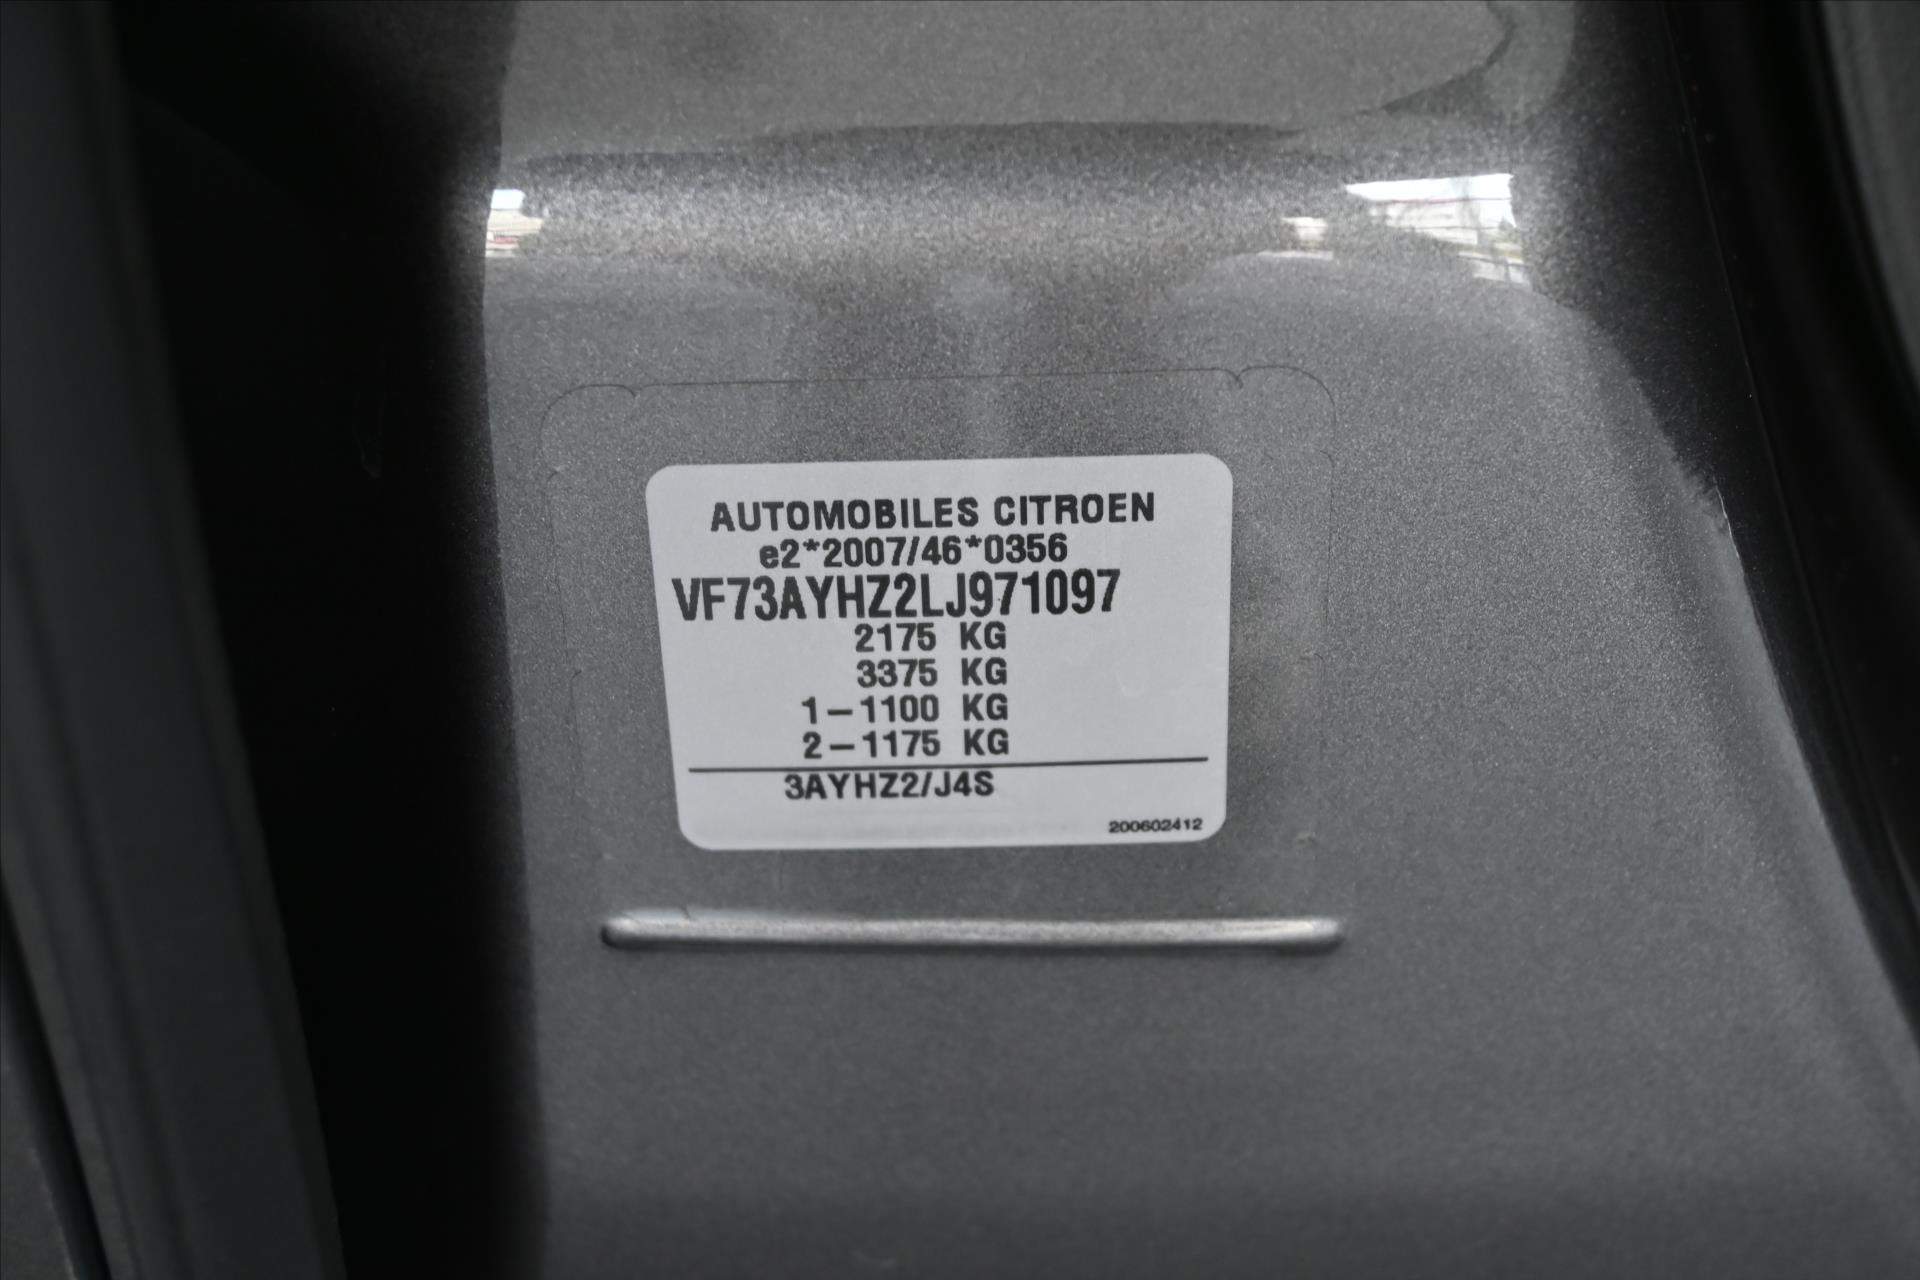 AUTOMOBILES CITROEN
e2*2007/46*0356
VF73AYHZ2LJ971097
2175 KG
3375 KG
1-1100 KG
2-1175 KG
3AYHZ2/J4S
200602412